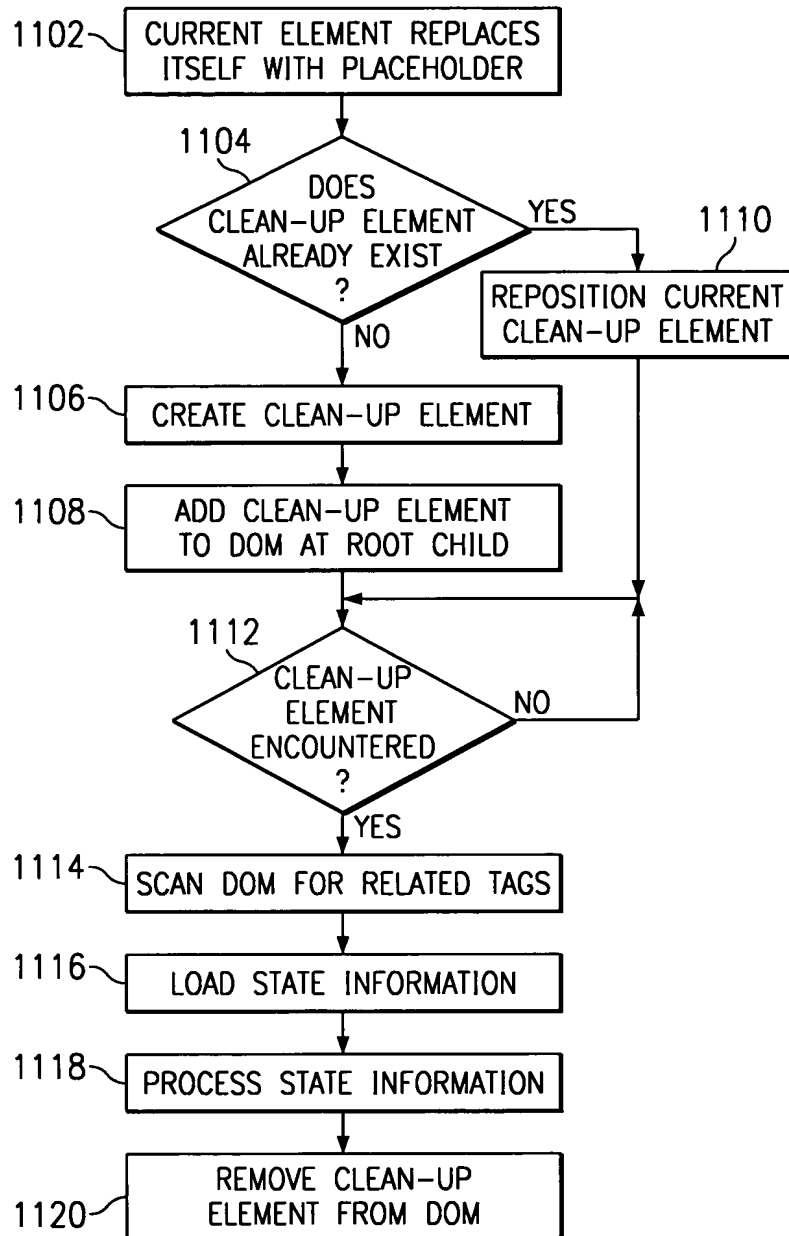 1102
CURRENT ELEMENT REPLACES
ITSELF WITH PLACEHOLDER
1104
DOES
CLEAN-UP ELEMENT
ALREADY EXIST
?
YES
NO
1110
REPOSITION CURRENT
CLEAN-UP ELEMENT
1106
CREATE CLEAN-UP ELEMENT
1108
ADD CLEAN-UP ELEMENT
TO DOM AT ROOT CHILD
1112
CLEAN-UP
ELEMENT
ENCOUNTERED
?
NO
YES
1114
SCAN DOM FOR RELATED TAGS
1116
LOAD STATE INFORMATION
1118
PROCESS STATE INFORMATION
1120
REMOVE CLEAN-UP
ELEMENT FROM DOM